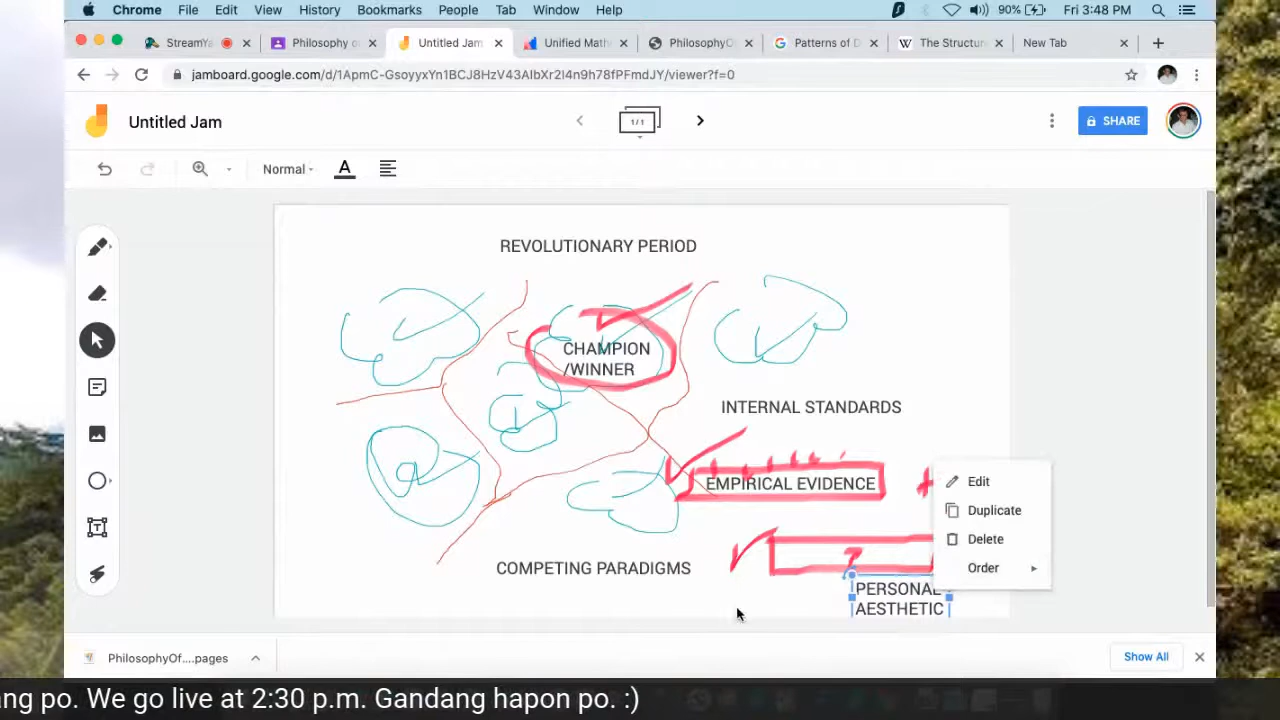 Chrome File Edit View History Bookmarks People Tab Window Help 90% Fri 3:48 PM
StreamYa Philosophy o Untitled Jam Unified Math PhilosophyO Patterns of D W The Structur New Tab
jamboard.google.com/d/1ApmC-GsoyyxYn1BCJ8HzV43AIbXr2I4n9h78fPFmdJY/viewer?f=0
Untitled Jam 1/1 SHARE
Normal A
REVOLUTIONARY PERIOD
CHAMPION
/WINNER
INTERNAL STANDARDS
EMPIRICAL EVIDENCE
?
COMPETING PARADIGMS
PERSONAL
AESTHETIC
Edit
Duplicate
Delete
Order
T
PhilosophyOf....pages Show All
ang po. We go live at 2:30 p.m. Gandang hapon po. :)